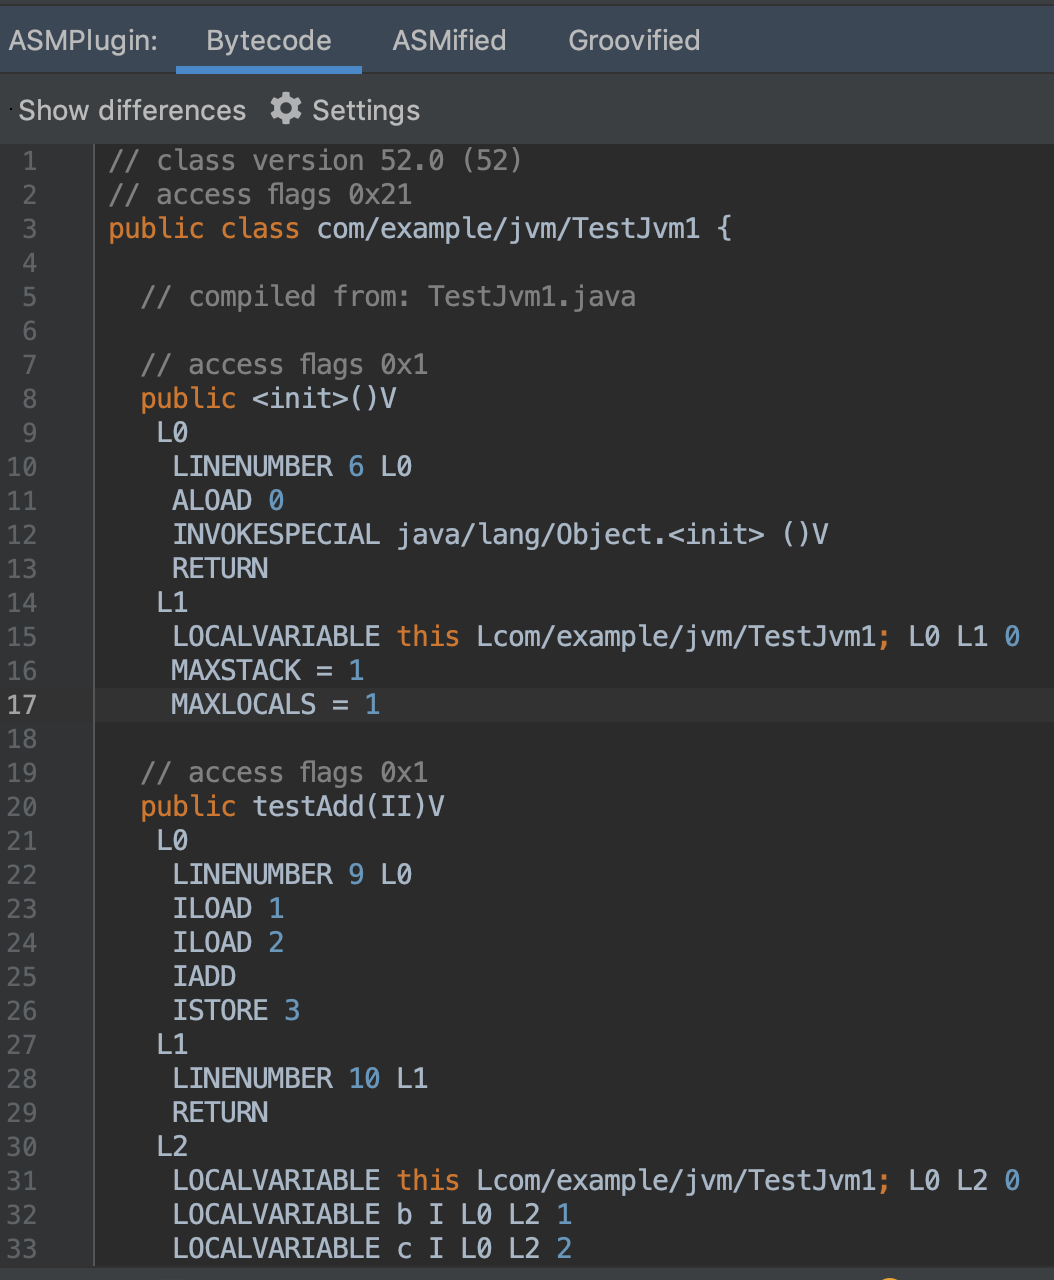 ASMPlugin: Bytecode ASMified Groovified
Show differences Settings
1 // class version 52.0 (52)
2 // access flags 0x21
3 public class com/example/jvm/TestJvm1 {
4
5 // compiled from: TestJvm1.java
6
7 // access flags 0x1
8 public <init>()V
9 L0
10 LINENUMBER 6 L0
11 ALOAD 0
12 INVOKESPECIAL java/lang/Object.<init> ()V
13 RETURN
14 L1
15 LOCALVARIABLE this Lcom/example/jvm/TestJvm1; L0 L1 0
16 MAXSTACK = 1
17 MAXLOCALS = 1
18
19 // access flags 0x1
20 public testAdd(II)V
21 L0
22 LINENUMBER 9 L0
23 ILOAD 1
24 ILOAD 2
25 IADD
26 ISTORE 3
27 L1
28 LINENUMBER 10 L1
29 RETURN
30 L2
31 LOCALVARIABLE this Lcom/example/jvm/TestJvm1; L0 L2 0
32 LOCALVARIABLE b I L0 L2 1
33 LOCALVARIABLE c I L0 L2 2